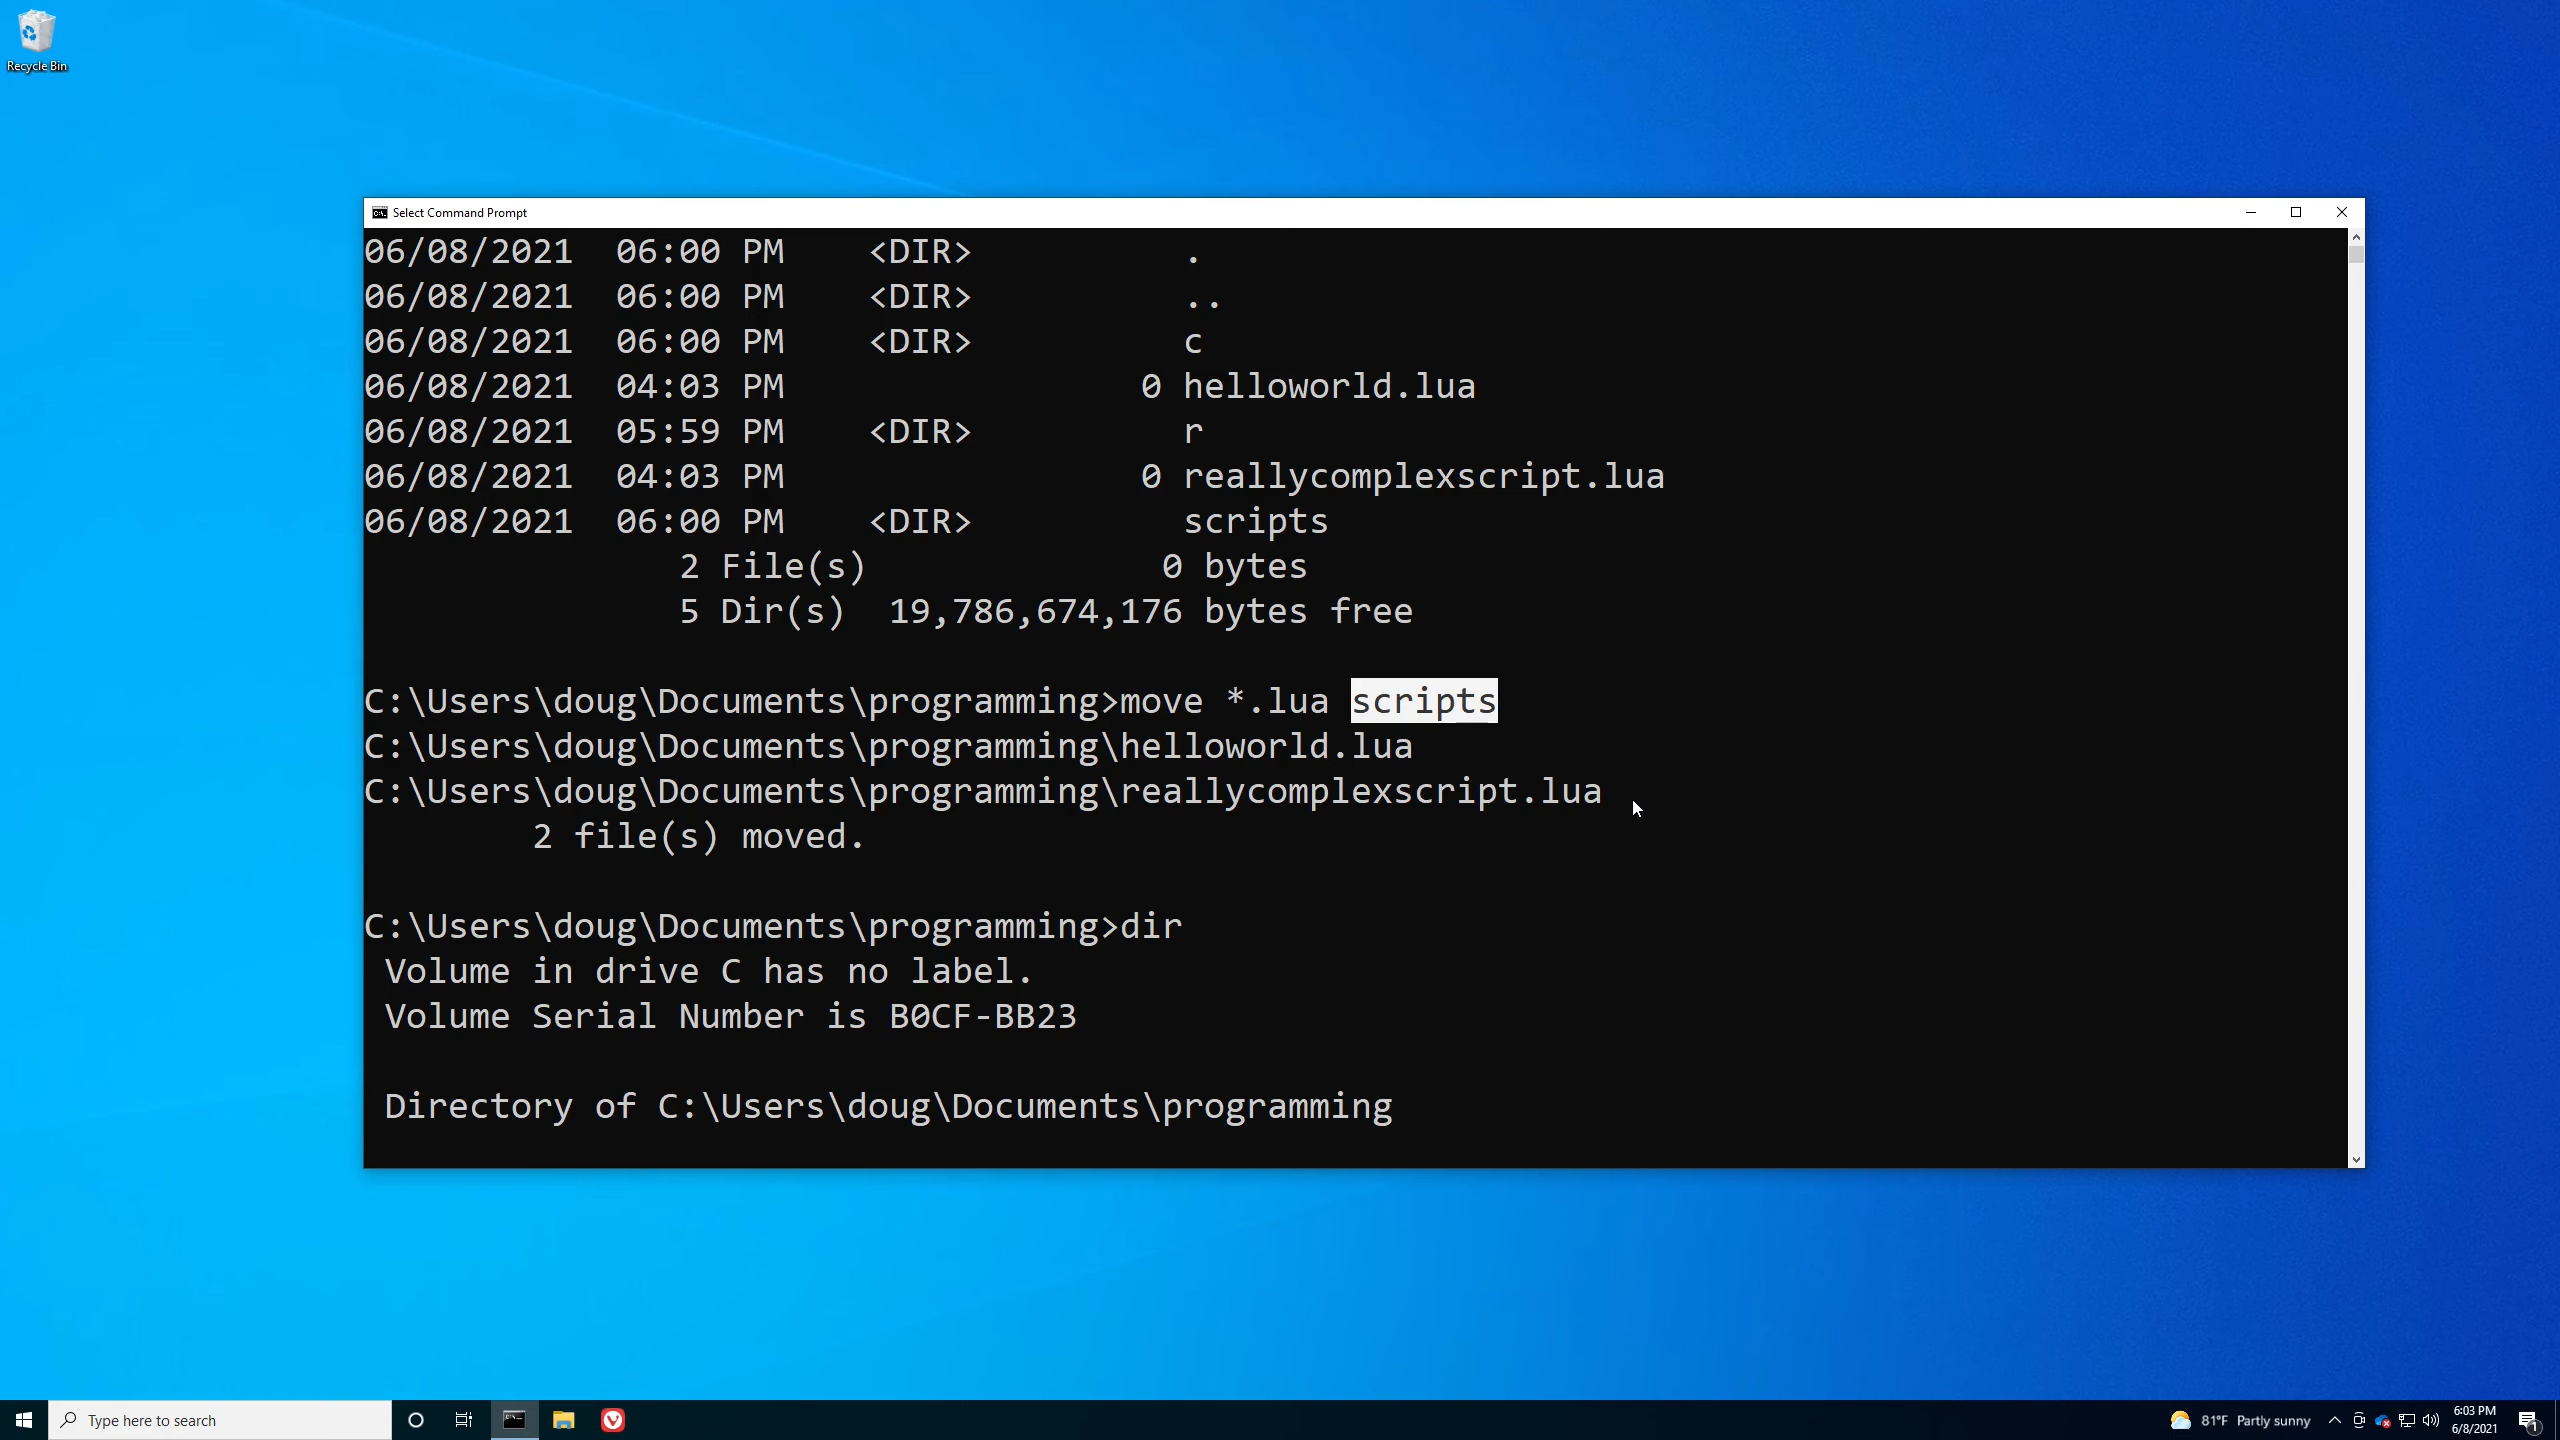 Recycle Bin
Select Command Prompt
06/08/2021  06:00 PM    <DIR>          .
06/08/2021  06:00 PM    <DIR>          ..
06/08/2021  06:00 PM    <DIR>          c
06/08/2021  04:03 PM                 0 helloworld.lua
06/08/2021  05:59 PM    <DIR>          r
06/08/2021  04:03 PM                 0 reallycomplexscript.lua
06/08/2021  06:00 PM    <DIR>          scripts
               2 File(s)              0 bytes
               5 Dir(s)  19,786,674,176 bytes free
C:\Users\doug\Documents\programming>move *.lua scripts
C:\Users\doug\Documents\programming\helloworld.lua
C:\Users\doug\Documents\programming\reallycomplexscript.lua
        2 file(s) moved.
C:\Users\doug\Documents\programming>dir
 Volume in drive C has no label.
 Volume Serial Number is B0CF-BB23
 Directory of C:\Users\doug\Documents\programming
Type here to search
81°F Partly sunny
6:03 PM
6/8/2021
1